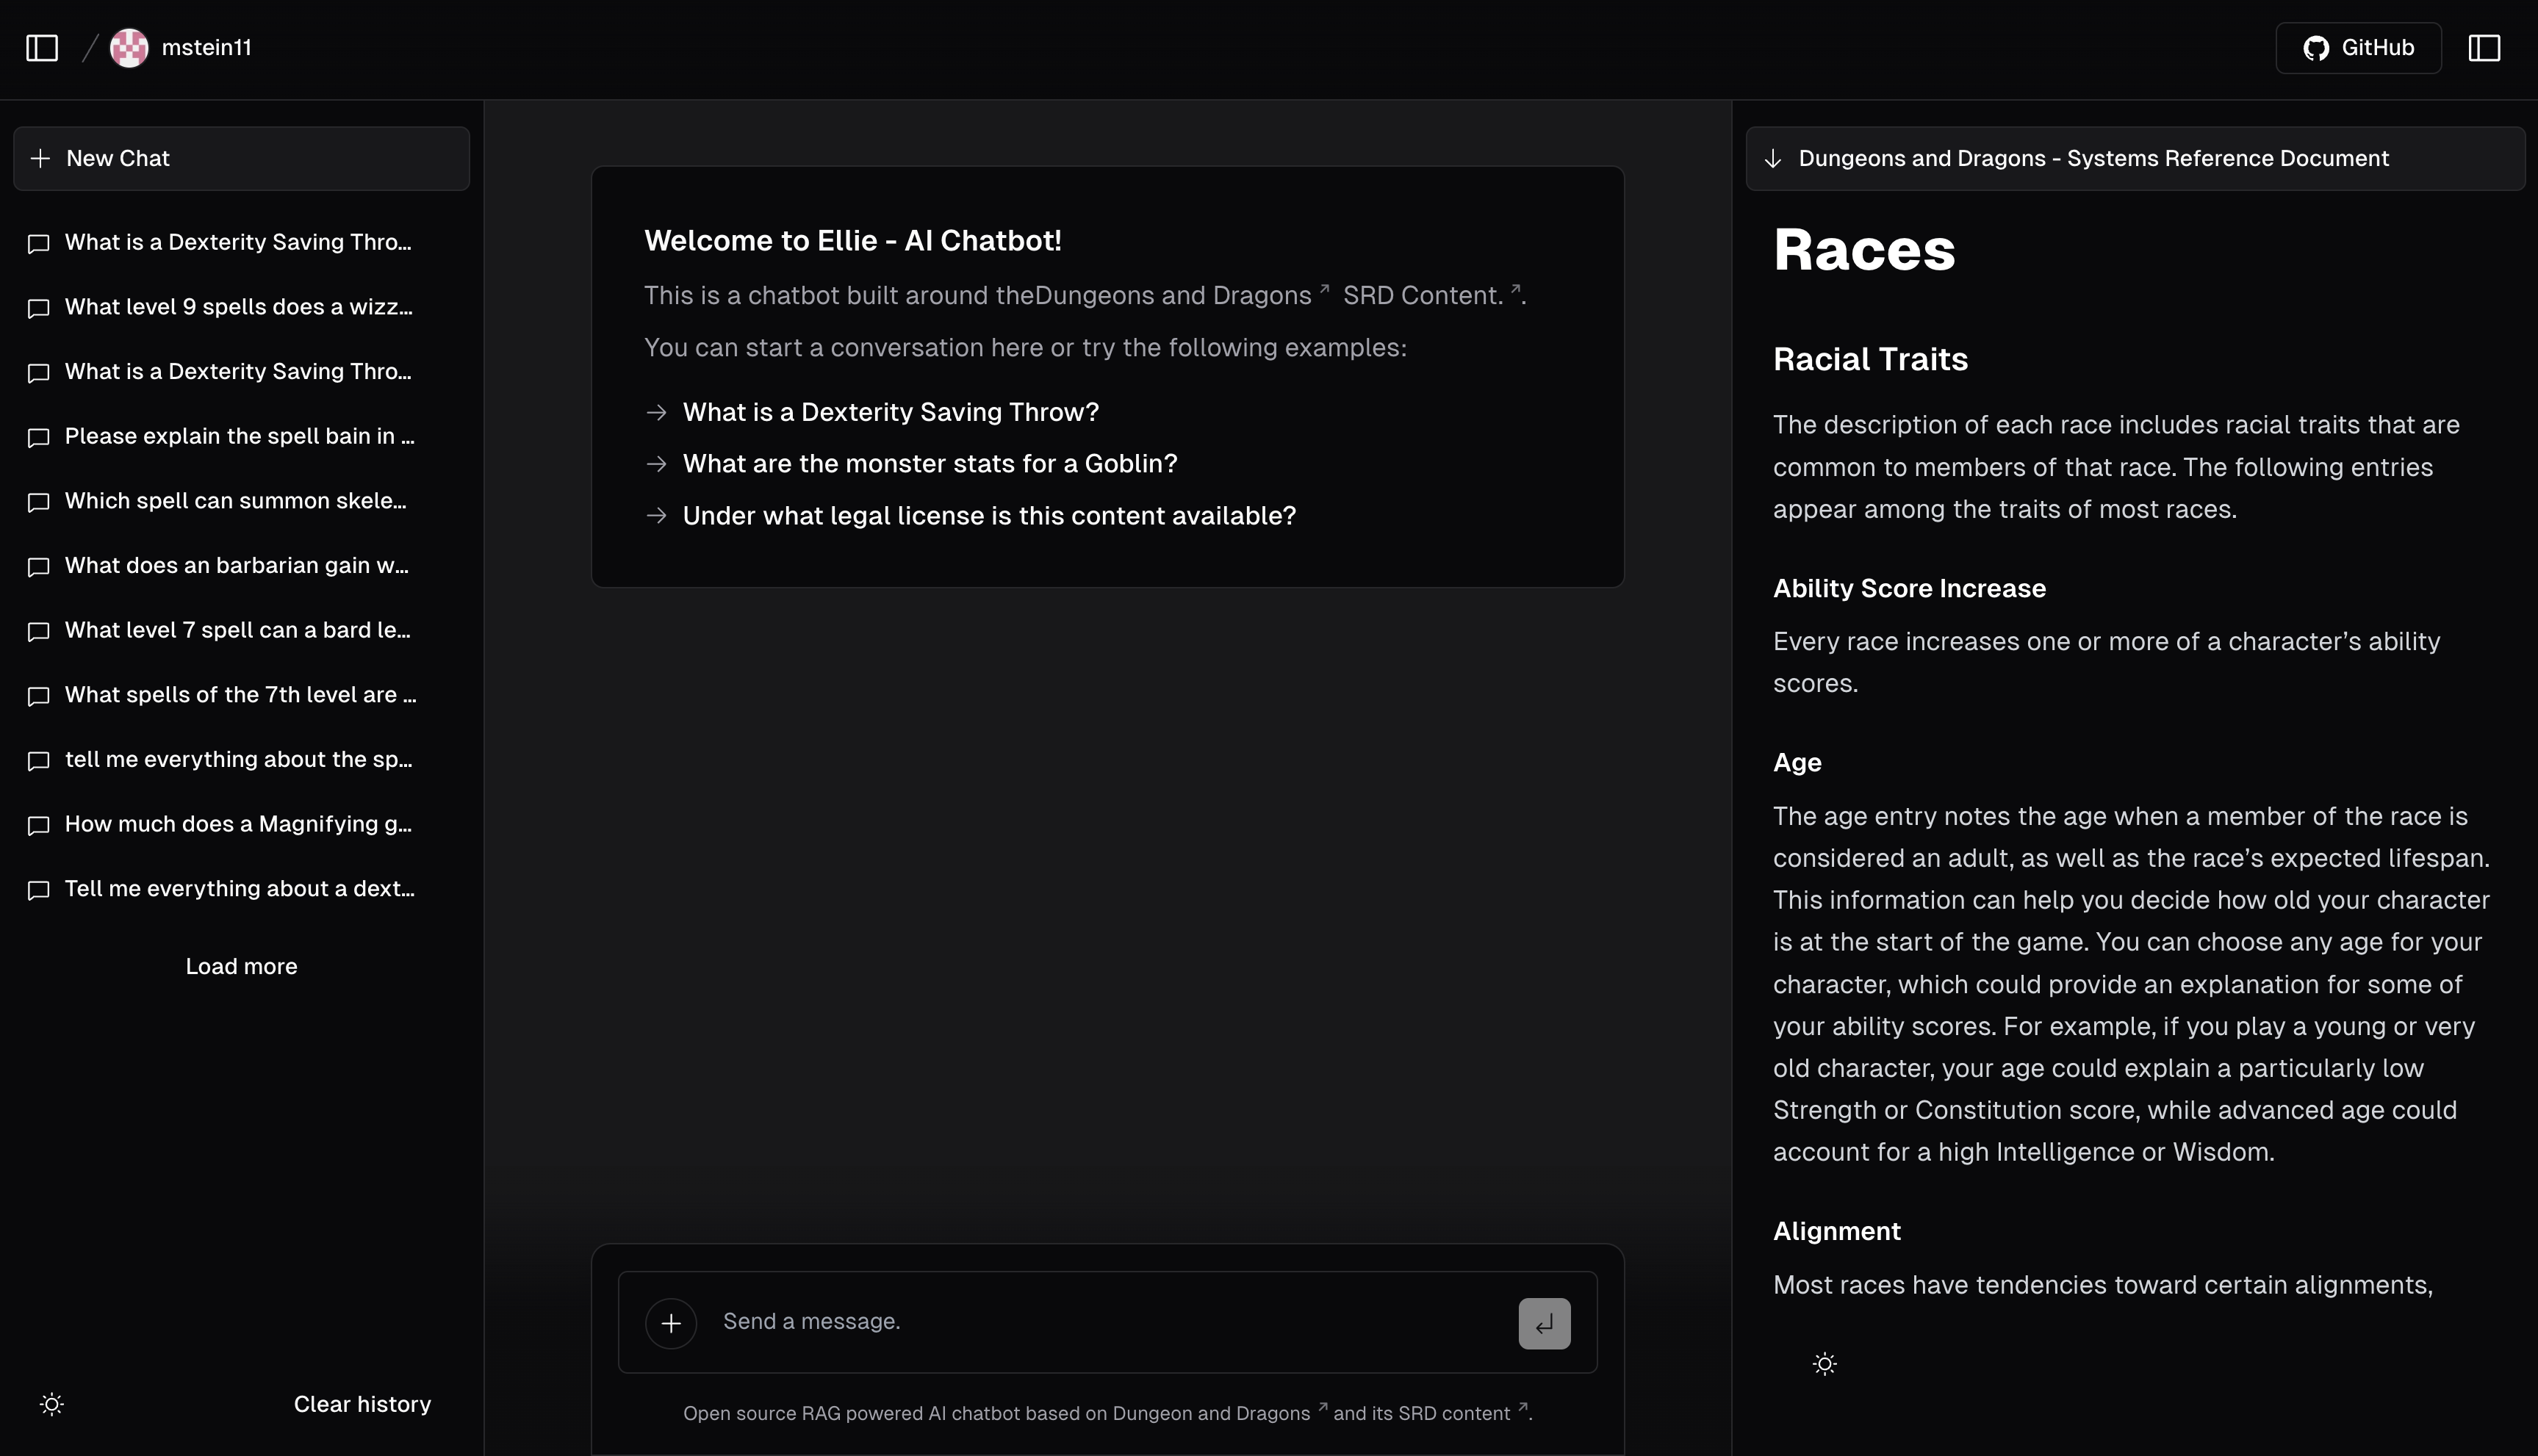 mstein11
GitHub
New Chat
What is a Dexterity Saving Thro...
What level 9 spells does a wizz...
What is a Dexterity Saving Thro...
Please explain the spell bain in ...
Which spell can summon skele...
What does an barbarian gain w...
What level 7 spell can a bard le...
What spells of the 7th level are ...
tell me everything about the sp...
How much does a Magnifying g...
Tell me everything about a dext...
Load more
Clear history
Welcome to Ellie - AI Chatbot!
This is a chatbot built around theDungeons and Dragons ↗ SRD Content. ↗.
You can start a conversation here or try the following examples:
→ What is a Dexterity Saving Throw?
→ What are the monster stats for a Goblin?
→ Under what legal license is this content available?
Send a message.
Open source RAG powered AI chatbot based on Dungeon and Dragons ↗ and its SRD content ↗.
Dungeons and Dragons - Systems Reference Document
Races
Racial Traits
The description of each race includes racial traits that are
common to members of that race. The following entries
appear among the traits of most races.
Ability Score Increase
Every race increases one or more of a character’s ability
scores.
Age
The age entry notes the age when a member of the race is
considered an adult, as well as the race’s expected lifespan.
This information can help you decide how old your character
is at the start of the game. You can choose any age for your
character, which could provide an explanation for some of
your ability scores. For example, if you play a young or very
old character, your age could explain a particularly low
Strength or Constitution score, while advanced age could
account for a high Intelligence or Wisdom.
Alignment
Most races have tendencies toward certain alignments,